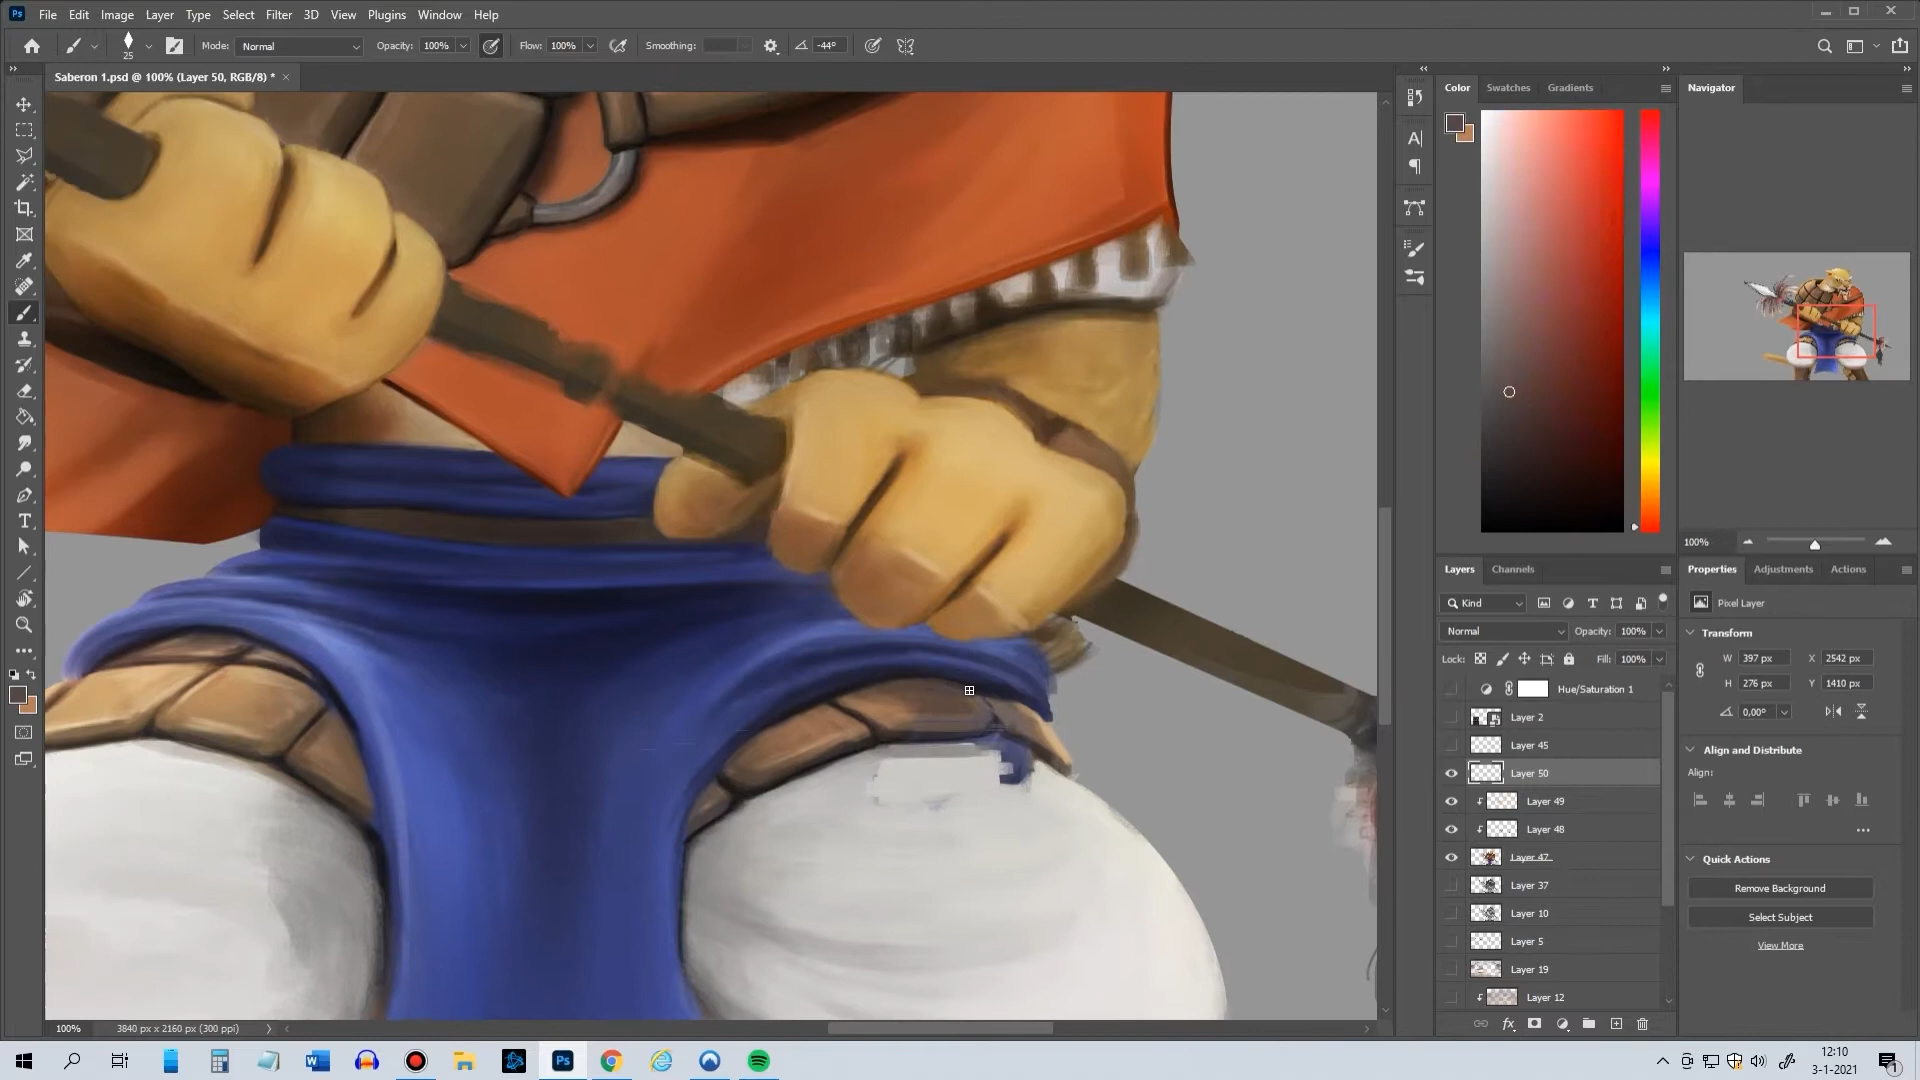 Ps File Edit Image Layer Type Select Filter 3D View Plugins Window Help
25 Mode: Normal Opacity: 100% Flow: 100% Smoothing: -44°
Saberon 1.psd @ 100% (Layer 50, RGB/8) * ×
Color Swatches Gradients
Navigator
100%
Layers Channels
Kind
Normal Opacity: 100%
Lock: Fill: 100%
Hue/Saturation 1
Layer 2
Layer 45
Layer 50
Layer 49
Layer 48
Layer 47
Layer 37
Layer 10
Layer 5
Layer 19
Layer 12
fx
Properties Adjustments Actions
Pixel Layer
Transform
W 397 px X 2542 px
H 276 px Y 1410 px
0,00°
Align and Distribute
Align:
Quick Actions
Remove Background
Select Subject
View More
100% 3840 px x 2160 px (300 ppi)
Ps
12:10
3-1-2021
1